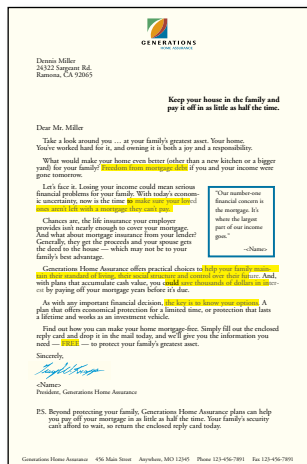 GENERATIONS
HOME ASSURANCE
Dennis Miller
24322 Sargeant Rd.
Ramona, CA 92065
Keep your house in the family and
pay it off in as little as half the time.
Dear Mr. Miller
Take a look around you … at your family's greatest asset. Your home.
You've worked hard for it, and owning it is both a joy and a responsibility.
What would make your home even better (other than a new kitchen or a bigger
yard) for your family? Freedom from mortgage debt if you and your income were
gone tomorrow.
Let's face it. Losing your income could mean serious
financial problems for your family. With today's econom-
ic uncertainty, now is the time to make sure your loved
ones aren't left with a mortgage they can't pay.
Chances are, the life insurance your employer
provides isn't nearly enough to cover your mortgage.
And what about mortgage insurance from your lender?
Generally, they get the proceeds and your spouse gets
the deed to the house — which may not be to your
family's best advantage.
"Our number-one
financial concern is
the mortgage. It's
where the largest
part of our income
goes."
-<Name>
Generations Home Assurance offers practical choices to help your family main-
tain their standard of living, their social structure and control over their future. And,
with plans that accumulate cash value, you could save thousands of dollars in inter-
est by paying off your mortgage years before it's due.
As with any important financial decision, the key is to know your options. A
plan that offers economical protection for a limited time, or protection that lasts
a lifetime and works as an investment vehicle.
Find out how you can make your home mortgage-free. Simply fill out the enclosed
reply card and drop it in the mail today, and we'll give you the information you
need — FREE — to protect your family's greatest asset.
Sincerely,
<Name>
President, Generations Home Assurance
P.S. Beyond protecting your family, Generations Home Assurance plans can help
you pay off your mortgage in as little as half the time. Your family's security
can't afford to wait, so return the enclosed reply card today.
Generations Home Assurance 456 Main Street Anywhere, MO 12345 Phone 123-456-7891 Fax 123-456-7891